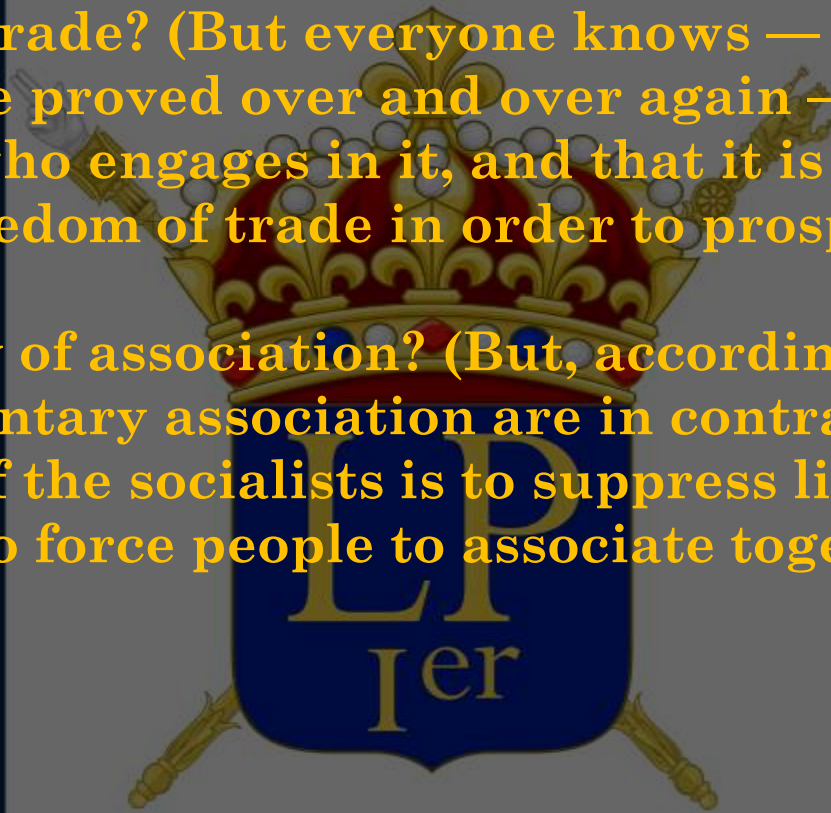 rade? (But everyone knows —
e proved over and over again –
ho engages in it, and that it is
edom of trade in order to prosp
of association? (But, accordin
ntary association are in contra
f the socialists is to suppress li
o force people to associate toge
LP
Ier